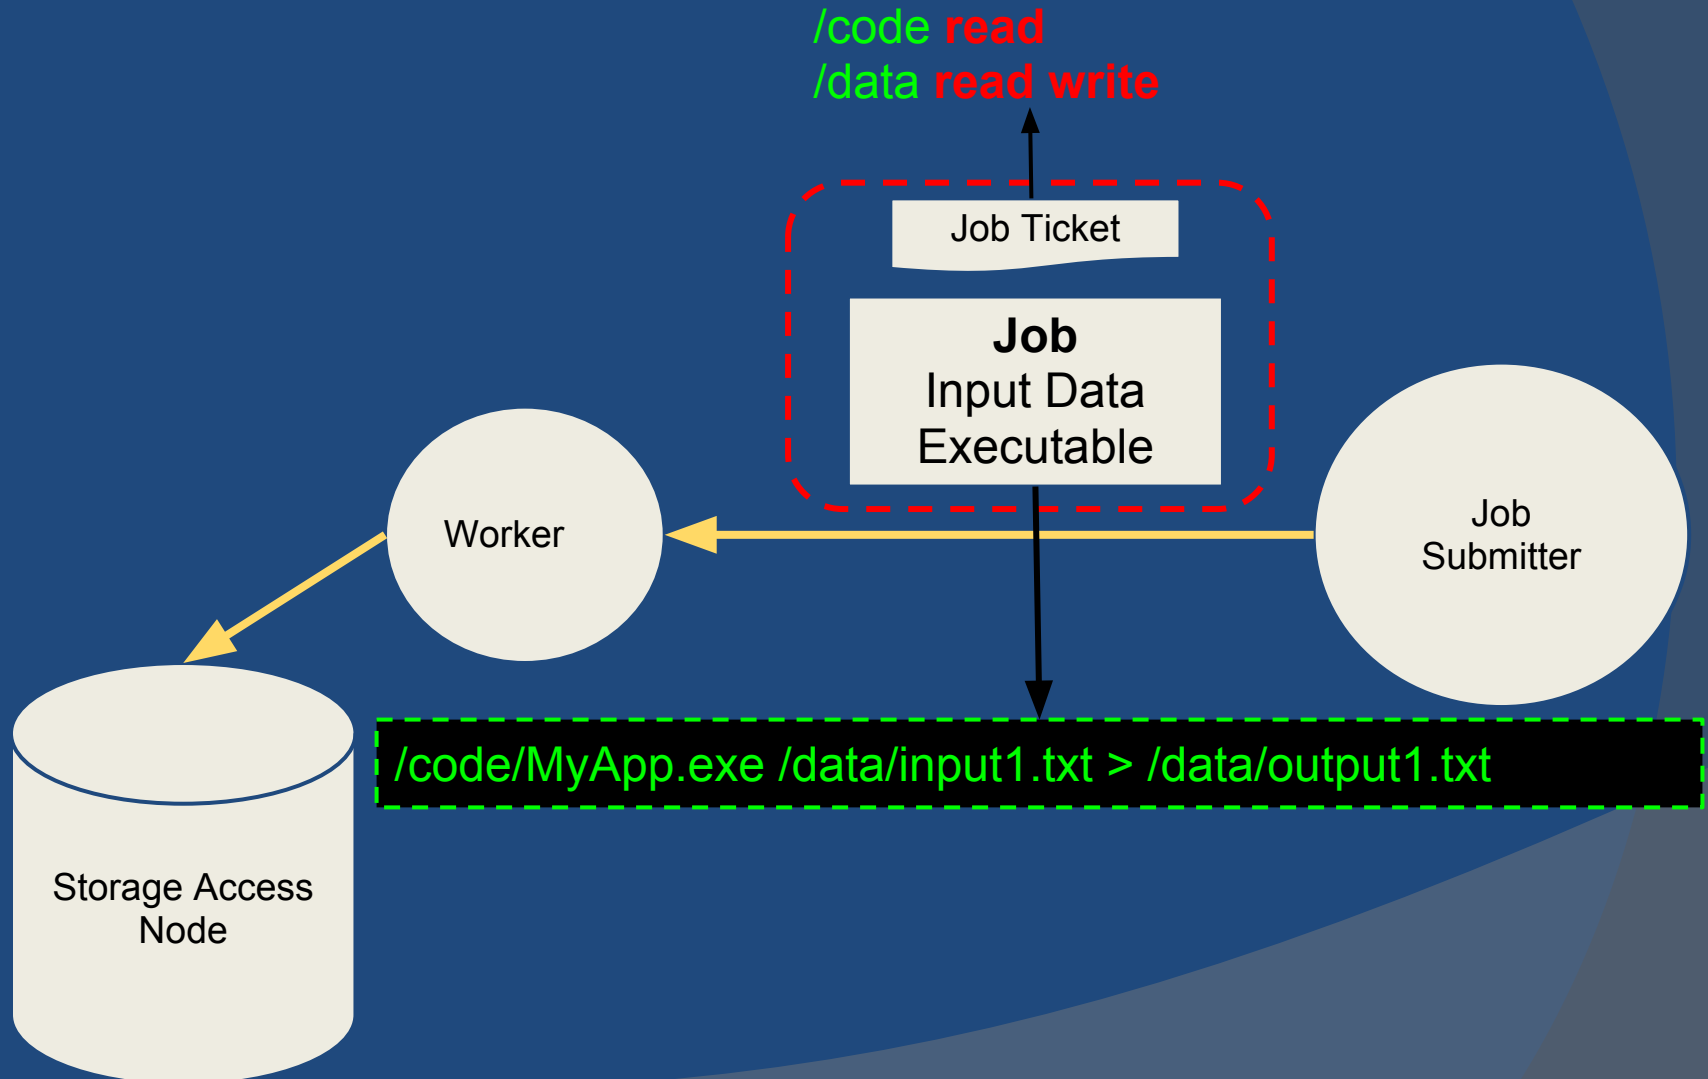 /code read
/data read write
Job Ticket
Job
Input Data
Executable
Worker
Job
Submitter
/code/MyApp.exe /data/input1.txt > /data/output1.txt
Storage Access
Node